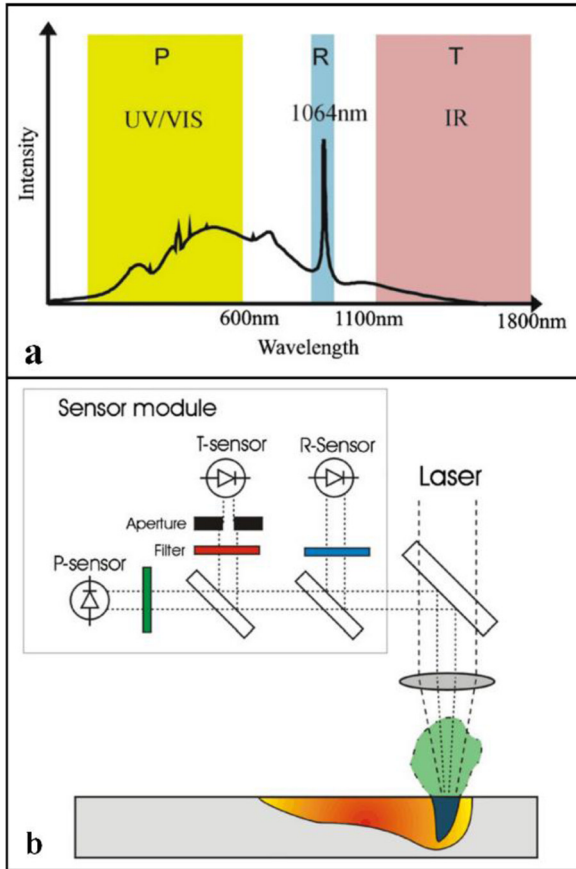 P R T
UV/VIS 1064nm IR
Intensity
600nm 1100nm 1800nm
Wavelength
a
Sensor module
T-sensor R-Sensor Laser
Aperture
Filter
P-sensor
b